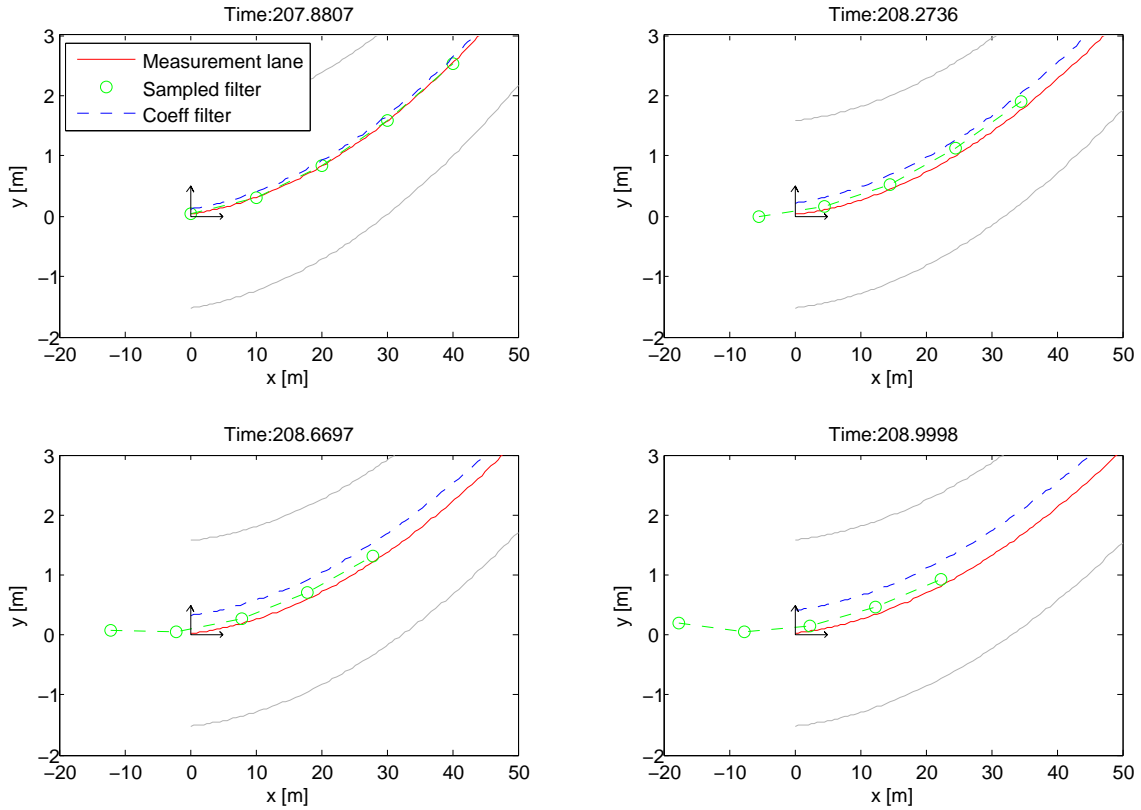 Time:207.8807
3
2
1
0
−1
−2
y [m]
Measurement lane
Sampled filter
Coeff filter
−20 −10 0 10 20 30 40 50
x [m]
Time:208.2736
3
2
1
0
−1
−2
y [m]
−20 −10 0 10 20 30 40 50
x [m]
Time:208.6697
3
2
1
0
−1
−2
y [m]
−20 −10 0 10 20 30 40 50
x [m]
Time:208.9998
3
2
1
0
−1
−2
y [m]
−20 −10 0 10 20 30 40 50
x [m]